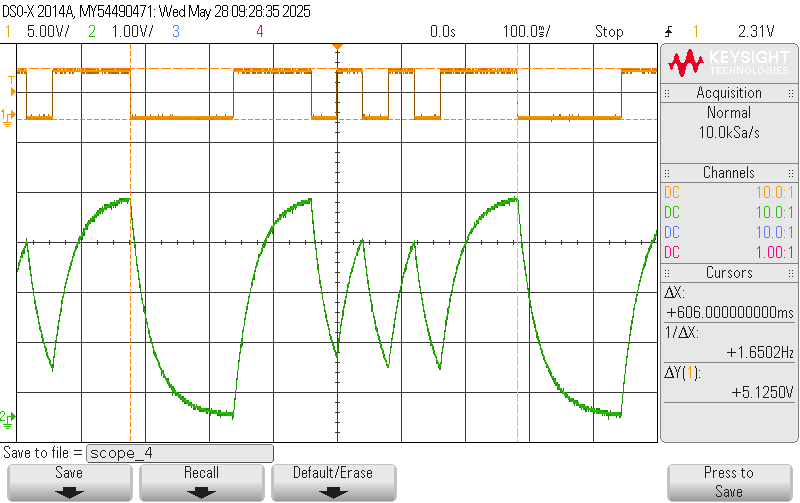 DSO-X 2014A, MY54490471: Wed May 28 09:28:35 2025
1 5.00V/ 2 1.00V/ 3 4 0.0s 100.0ms/ Stop 1 2.31V
KEYSIGHT
TECHNOLOGIES
Acquisition
Normal
10.0kSa/s
Channels
DC 10.0:1
DC 10.0:1
DC 10.0:1
DC 1.00:1
Cursors
ΔX:
+606.000000000ms
1/ΔX:
+1.6502Hz
ΔY(1):
+5.1250V
T
1
2
Save to file = scope_4
Save
Recall
Default/Erase
Press to
Save